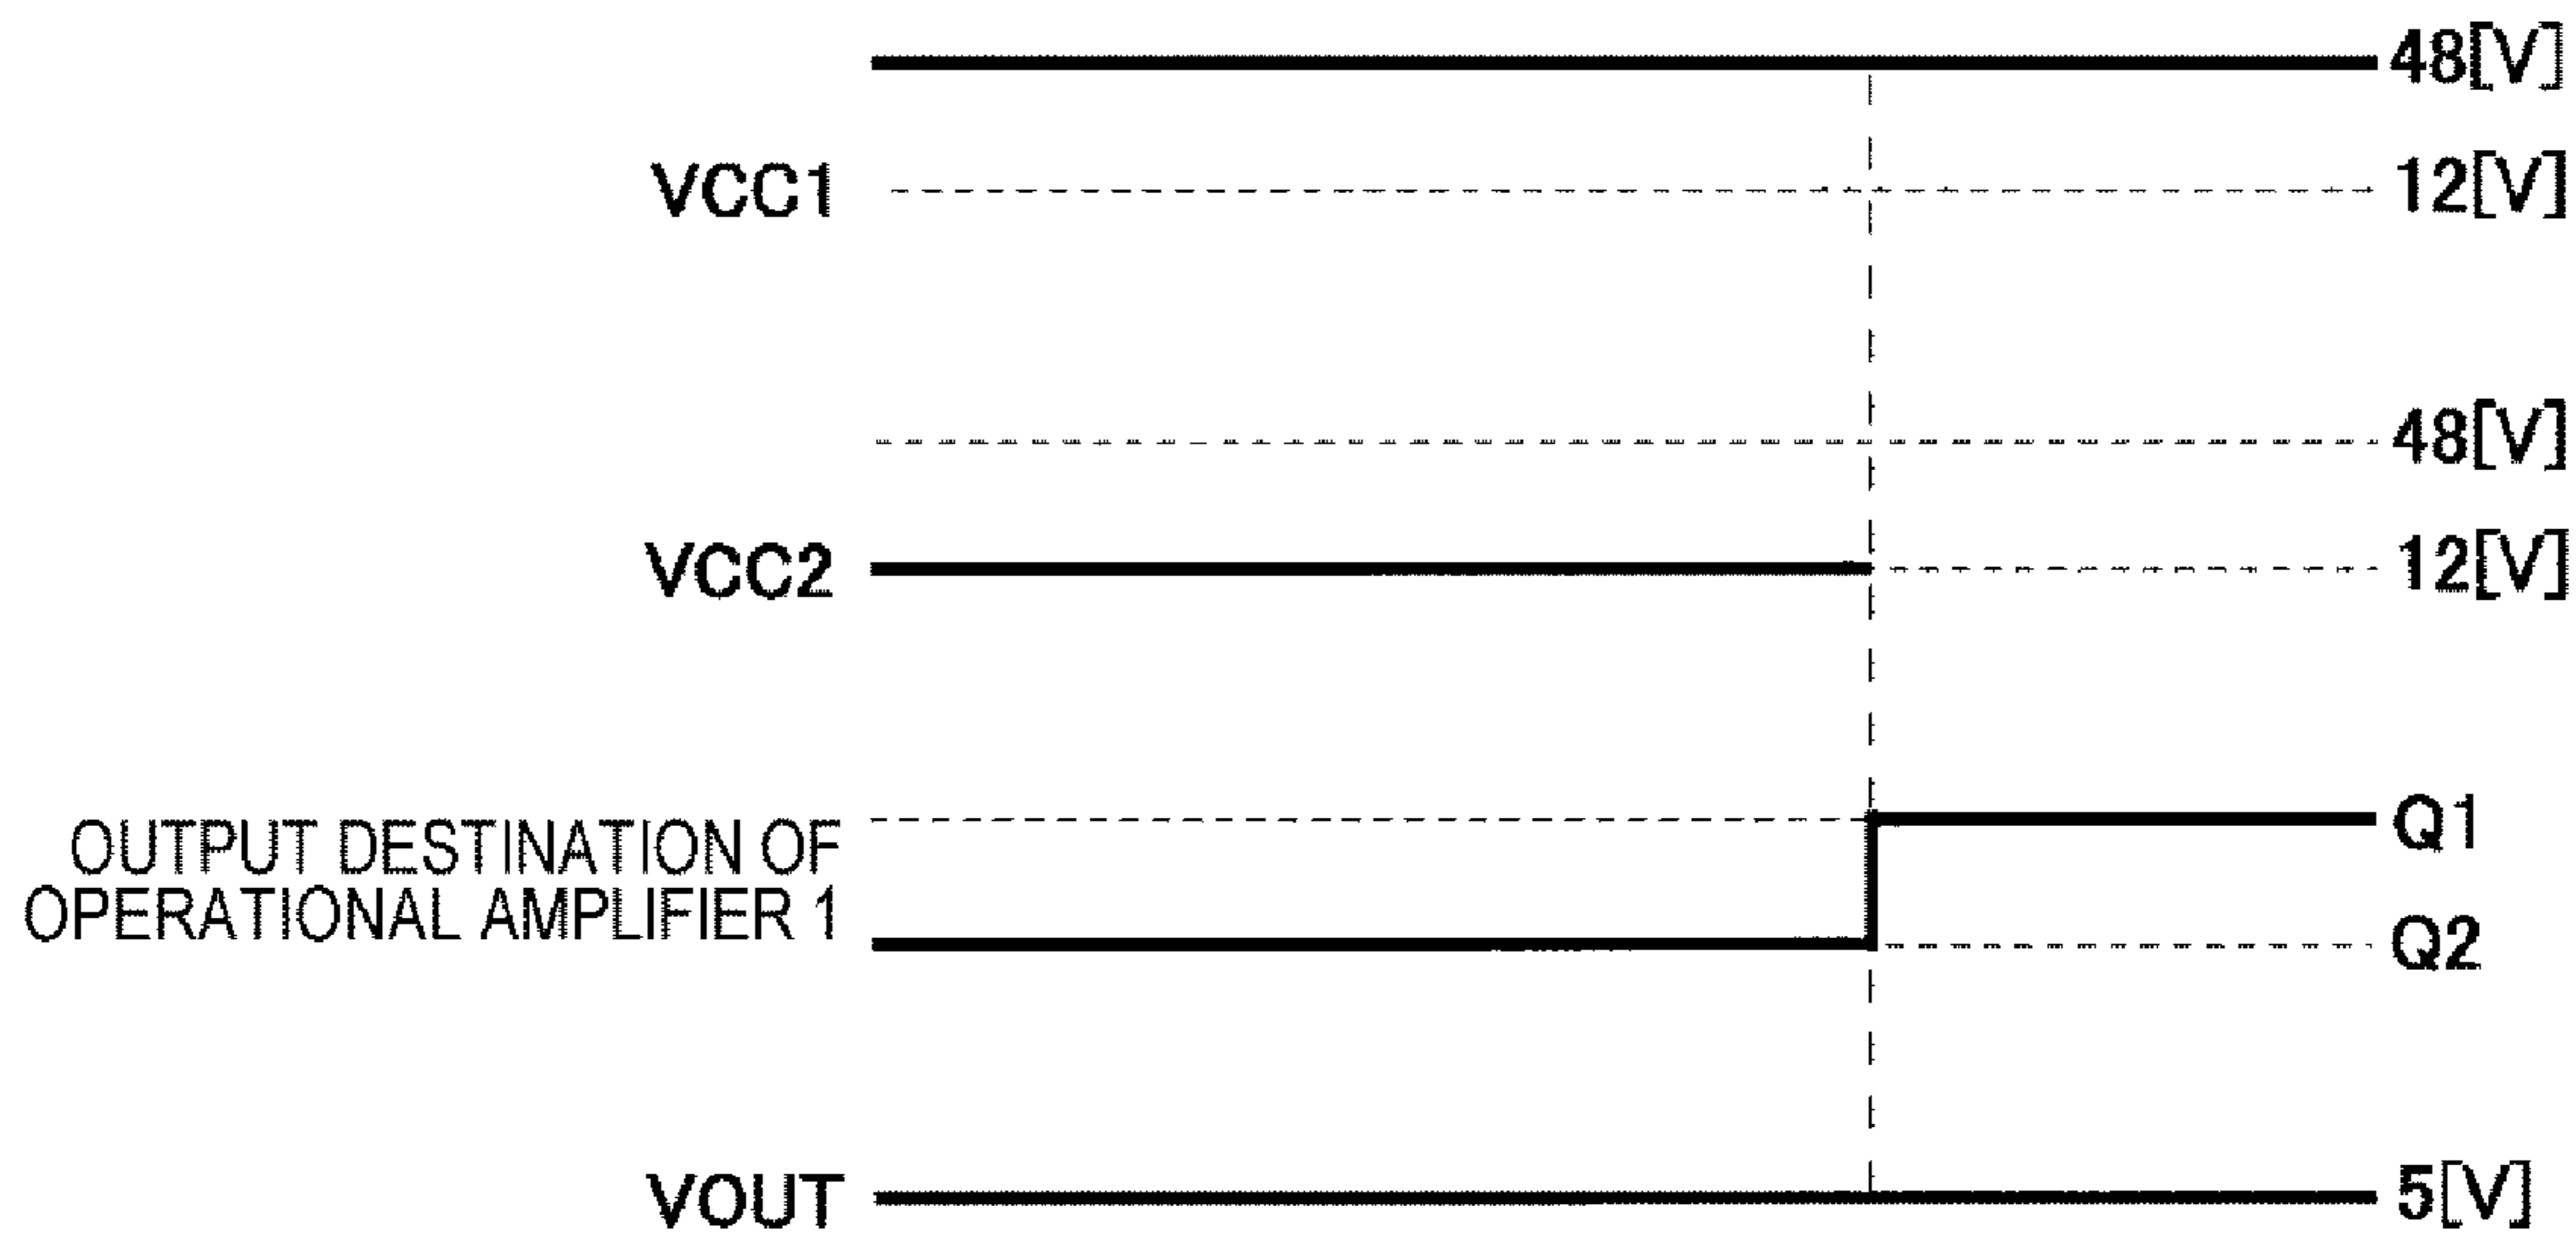 48[V]
VCC1
12[V]
48[V]
VCC2
12[V]
OUTPUT DESTINATION OF
OPERATIONAL AMPLIFIER 1
Q1
Q2
VOUT
5[V]